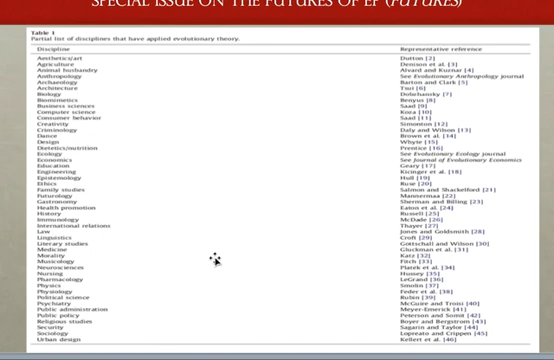 SPECIAL ISSUE ON THE FUTURES OF EP (FUTURES)
Table 1
Partial list of disciplines that have applied evolutionary theory.
Discipline Representative reference
Aesthetics/art Dutton [2]
Agriculture Denison et al. [3]
Animal husbandry Alvard and Kuznar [4]
Anthropology See Evolutionary Anthropology journal
Archaeology Barton and Clark [5]
Architecture Tsui [6]
Biology Dobzhansky [7]
Biomimetics Benyus [8]
Business sciences Saad [9]
Computer science Koza [10]
Consumer behavior Saad [11]
Creativity Simonton [12]
Criminology Daly and Wilson [13]
Dance Brown et al. [14]
Design Whyte [15]
Dietetics/nutrition Prentice [16]
Ecology See Evolutionary Ecology journal
Economics See Journal of Evolutionary Economics
Education Geary [17]
Engineering Kicinger et al. [18]
Epistemology Hull [19]
Ethics Ruse [20]
Family studies Salmon and Shackelford [21]
Futurology Mannermaa [22]
Gastronomy Sherman and Billing [23]
Health promotion Eaton et al. [24]
History Russell [25]
Immunology McDade [26]
International relations Thayer [27]
Law Jones and Goldsmith [28]
Linguistics Croft [29]
Literary studies Gottschall and Wilson [30]
Medicine Gluckman et al. [31]
Morality Katz [32]
Musicology Fitch [33]
Neurosciences Platek et al. [34]
Nursing Hussey [35]
Pharmacology LeGrand [36]
Physics Smolin [37]
Physiology Feder et al. [38]
Political science Rubin [39]
Psychiatry McGuire and Troisi [40]
Public administration Meyer-Emerick [41]
Public policy Peterson and Somit [42]
Religious studies Boyer and Bergstrom [43]
Security Sagarin and Taylor [44]
Sociology Lopreato and Crippen [45]
Urban design Kellert et al. [46]